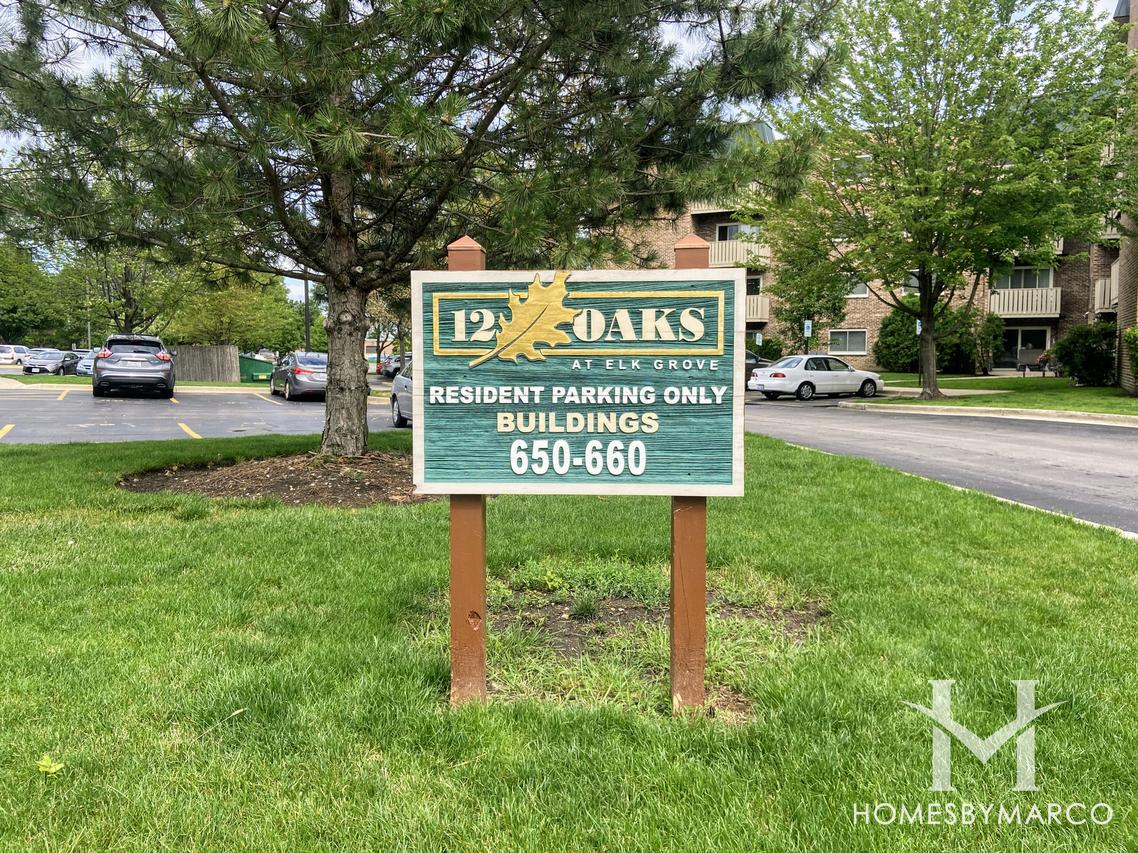 12 OAKS
AT ELK GROVE
RESIDENT PARKING ONLY
BUILDINGS
650-660
HOMESBYMARCO